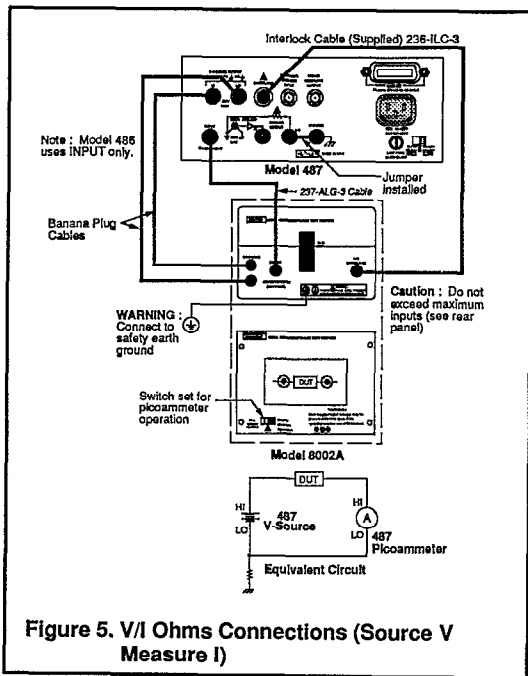 Interlock Cable (Supplied) 236-ILC-3
Note : Model 486
uses INPUT only.
Model 487
Jumper
installed
237-ALG-3 Cable
Banana Plug
Cables
WARNING :
Connect to
safety earth
ground
Caution : Do not
exceed maximum
inputs (see rear
panel)
DUT
Switch set for
picoammeter
operation
Model 8002A
DUT
HI
LO
487
V-Source
HI
LO
A
487
Picoammeter
Equivalent Circuit
Figure 5. V/I Ohms Connections (Source V
Measure I)